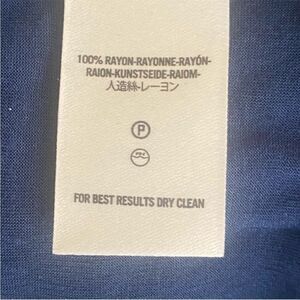 100% RAYON-RAYONNE-RAYÓN-
RAION-KUNSTSEIDE-RAIOM-
人造絲-レーヨン
P
FOR BEST RESULTS DRY CLEAN